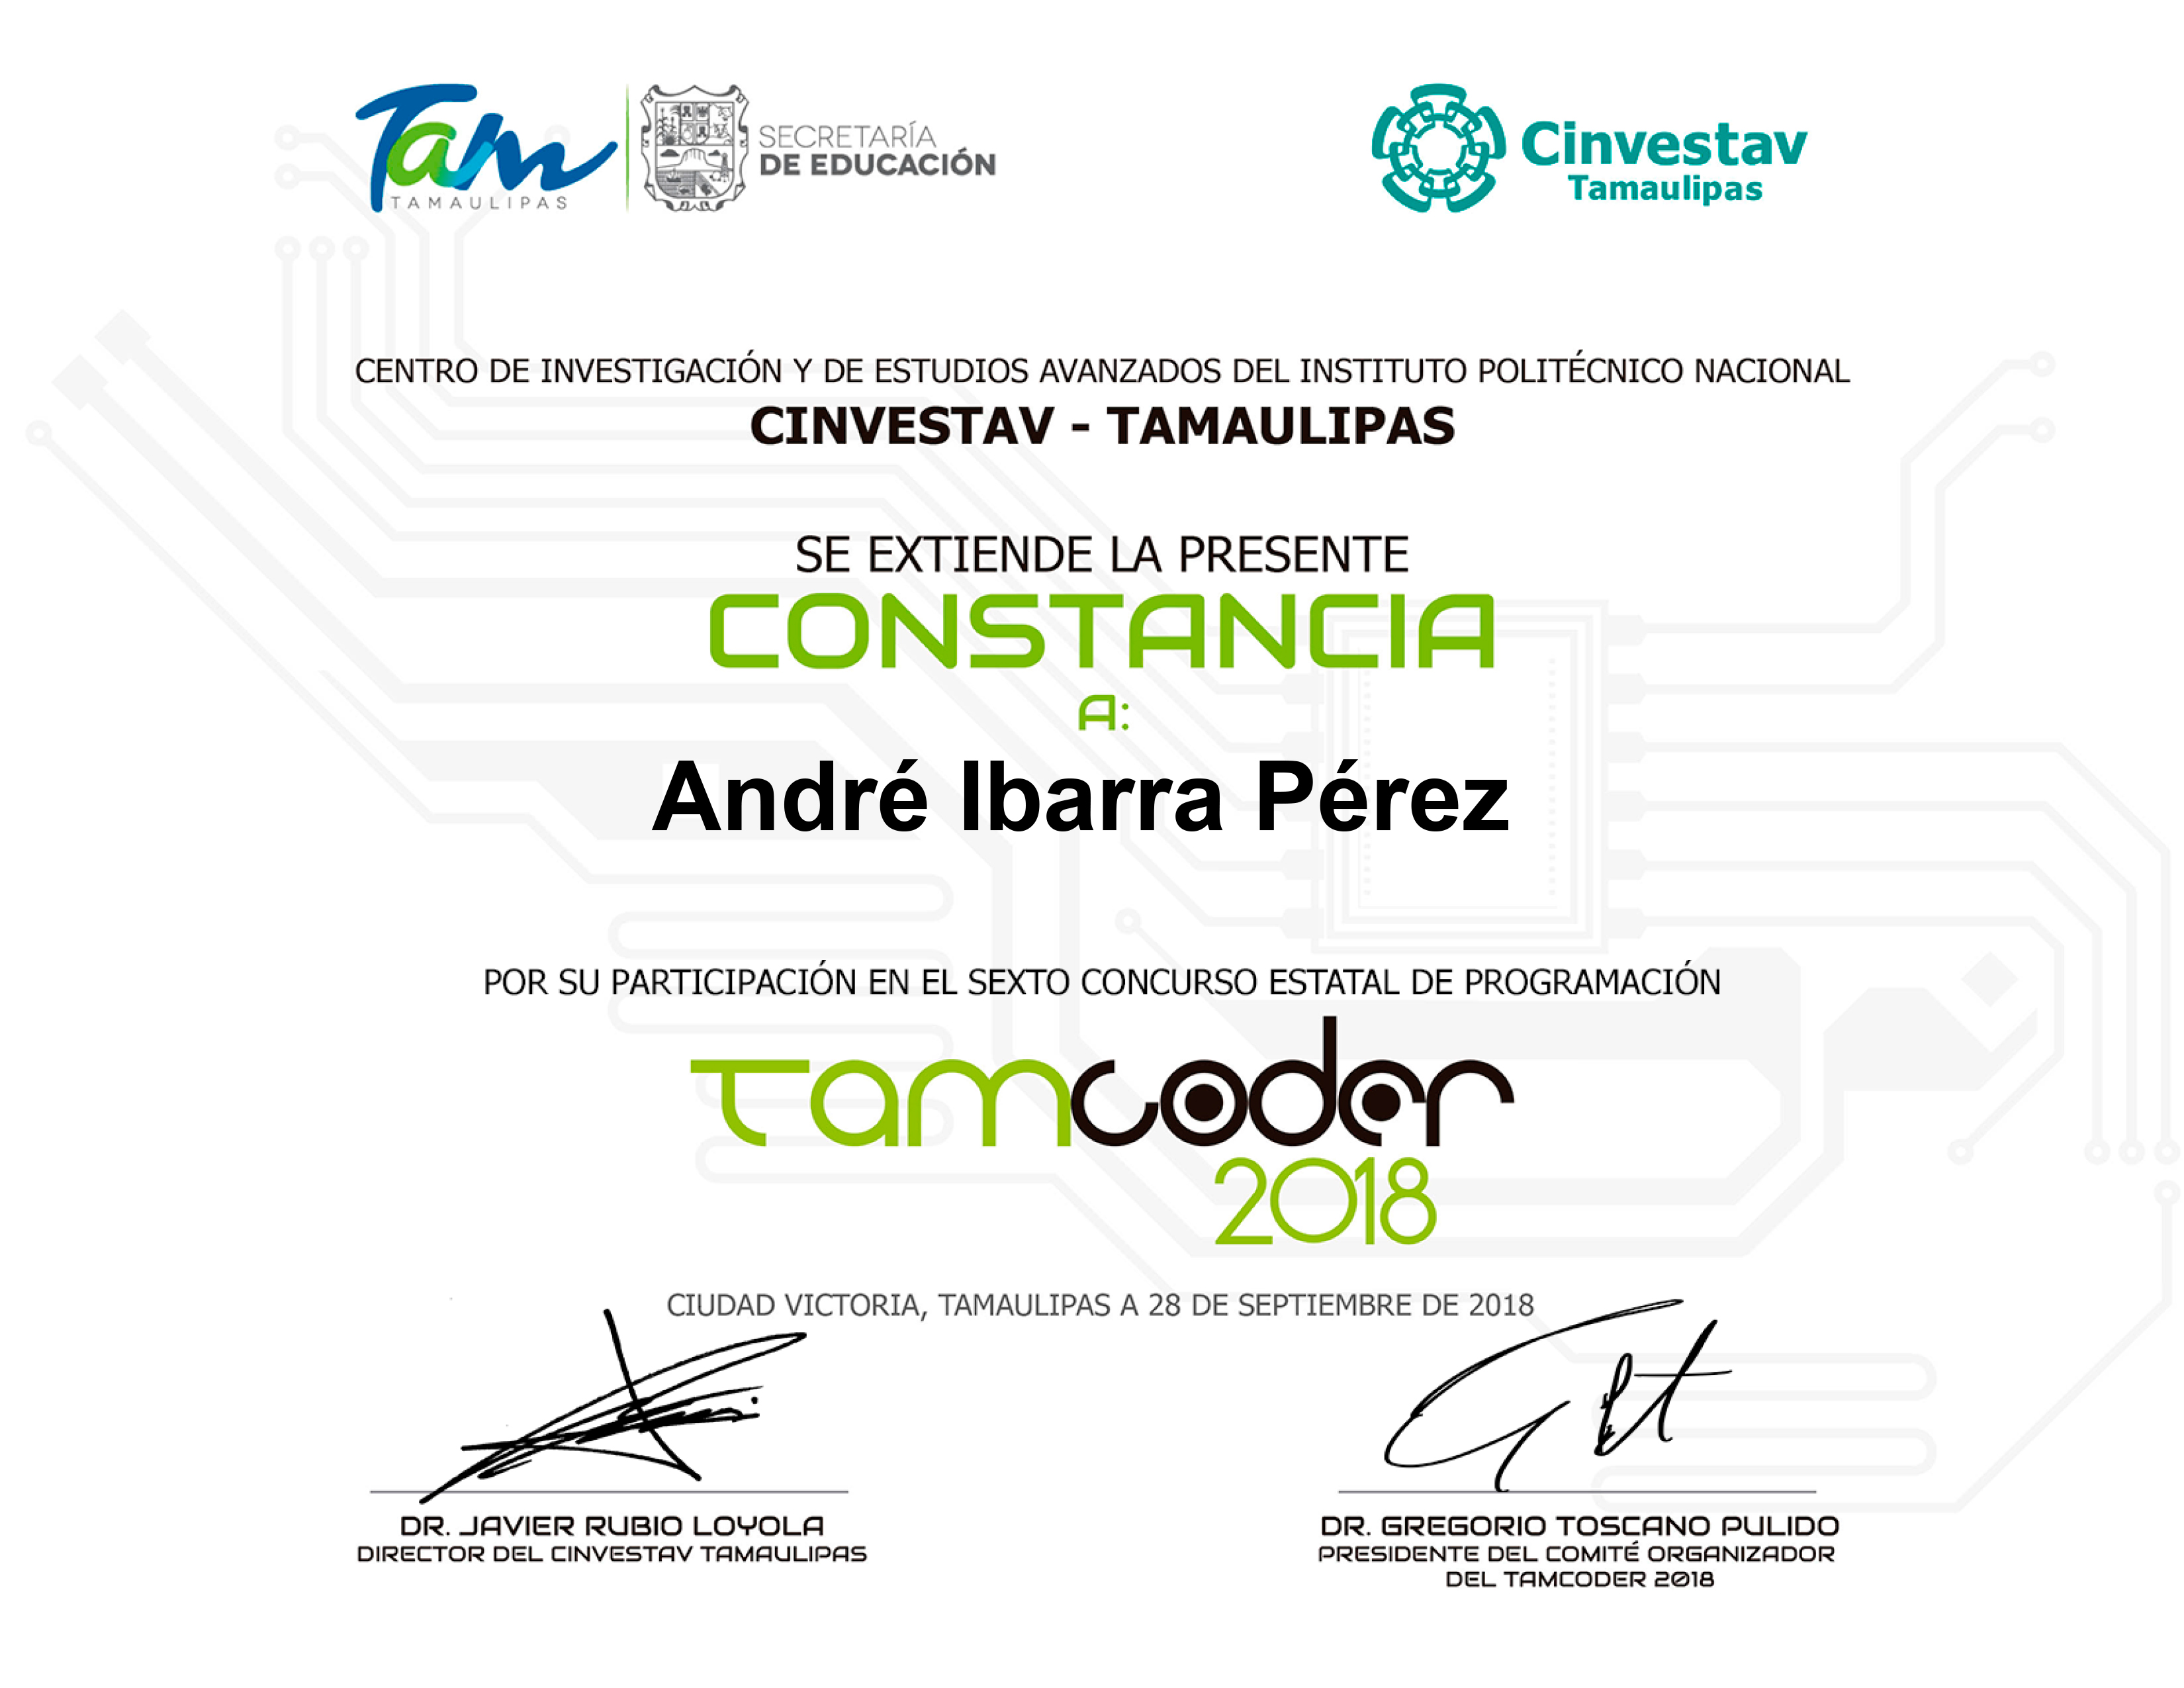 Tam
TAMAULIPAS
SECRETARÍA
DE EDUCACIÓN
Cinvestav
Tamaulipas
CENTRO DE INVESTIGACIÓN Y DE ESTUDIOS AVANZADOS DEL INSTITUTO POLITÉCNICO NACIONAL
CINVESTAV - TAMAULIPAS
SE EXTIENDE LA PRESENTE
CONSTANCIA
A:
André Ibarra Pérez
POR SU PARTICIPACIÓN EN EL SEXTO CONCURSO ESTATAL DE PROGRAMACIÓN
Tamcoder
2018
CIUDAD VICTORIA, TAMAULIPAS A 28 DE SEPTIEMBRE DE 2018
DR. JAVIER RUBIO LOYOLA
DIRECTOR DEL CINVESTAV TAMAULIPAS
DR. GREGORIO TOSCANO PULIDO
PRESIDENTE DEL COMITÉ ORGANIZADOR
DEL TAMCODER 2018